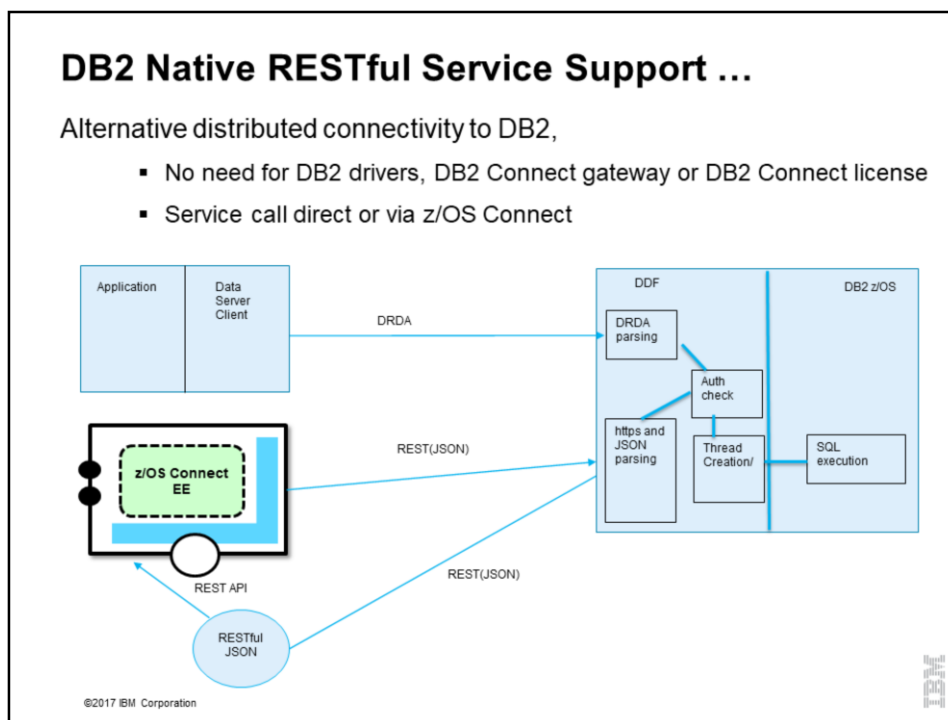 DB2 Native RESTful Service Support …
Alternative distributed connectivity to DB2,
▪ No need for DB2 drivers, DB2 Connect gateway or DB2 Connect license
▪ Service call direct or via z/OS Connect
Application
Data
Server
Client
DRDA
DDF
DB2 z/OS
DRDA
parsing
Auth
check
https and
JSON
parsing
Thread
Creation/
SQL
execution
z/OS Connect
EE
REST(JSON)
REST(JSON)
REST API
RESTful
JSON
©2017 IBM Corporation
IBM